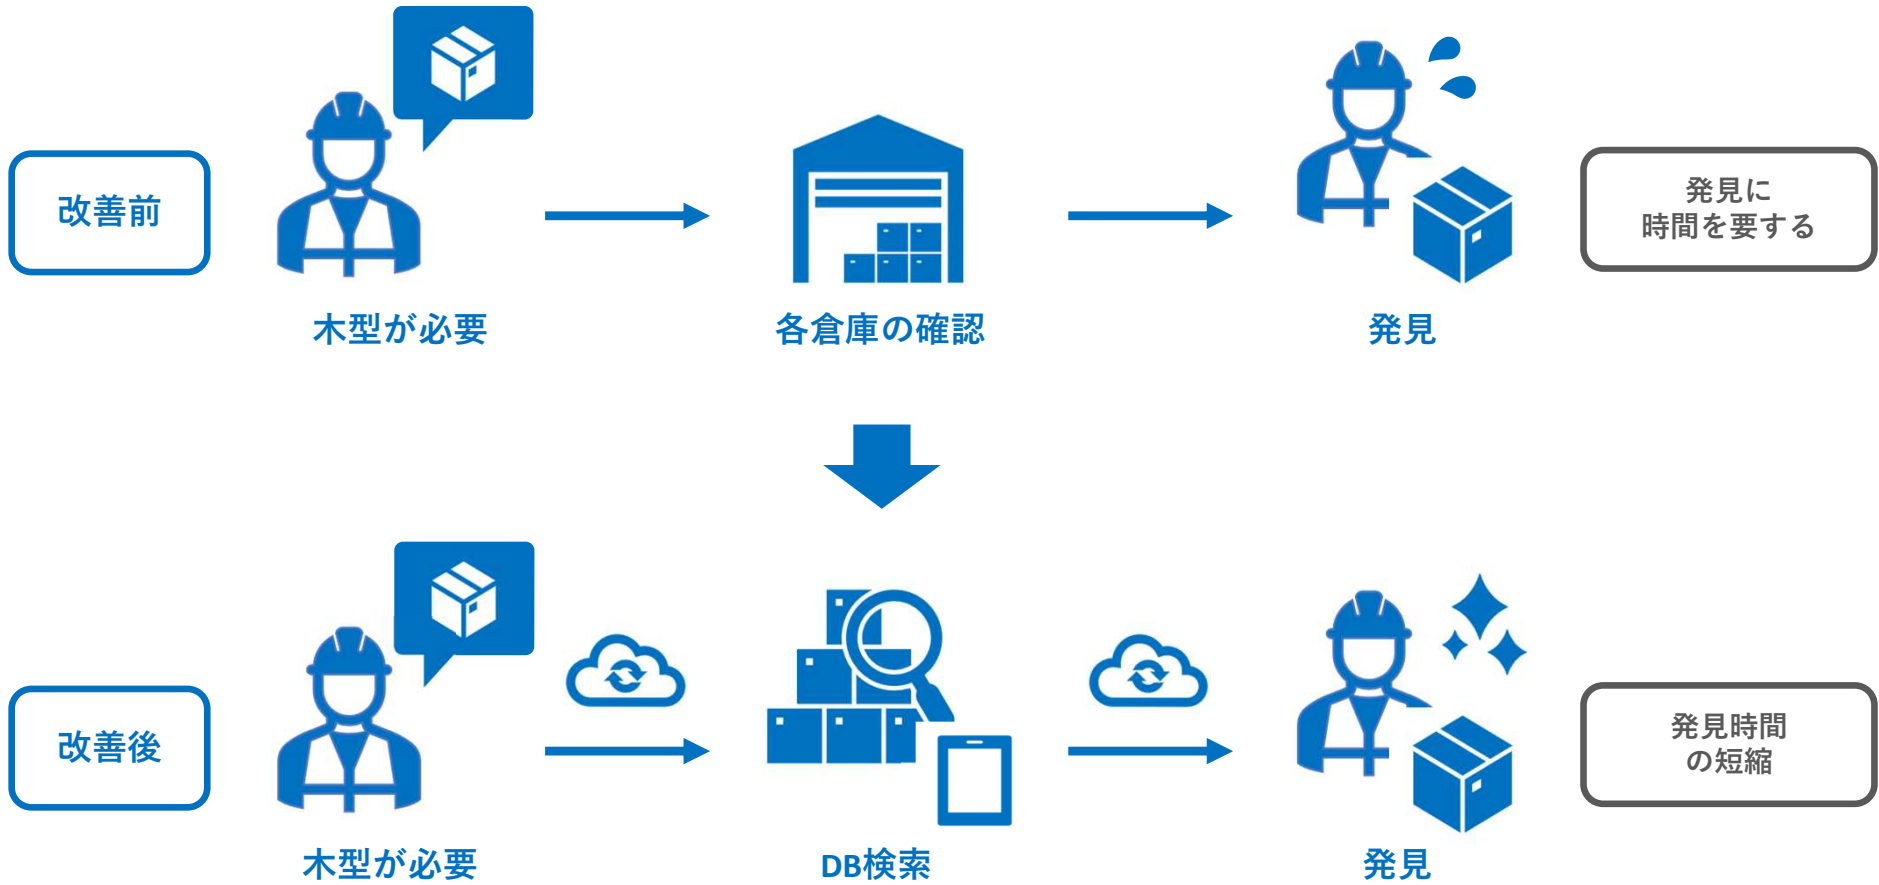 改善前
木型が必要
各倉庫の確認
発見
発見に
時間を要する
改善後
木型が必要
DB検索
発見
発見時間
の短縮